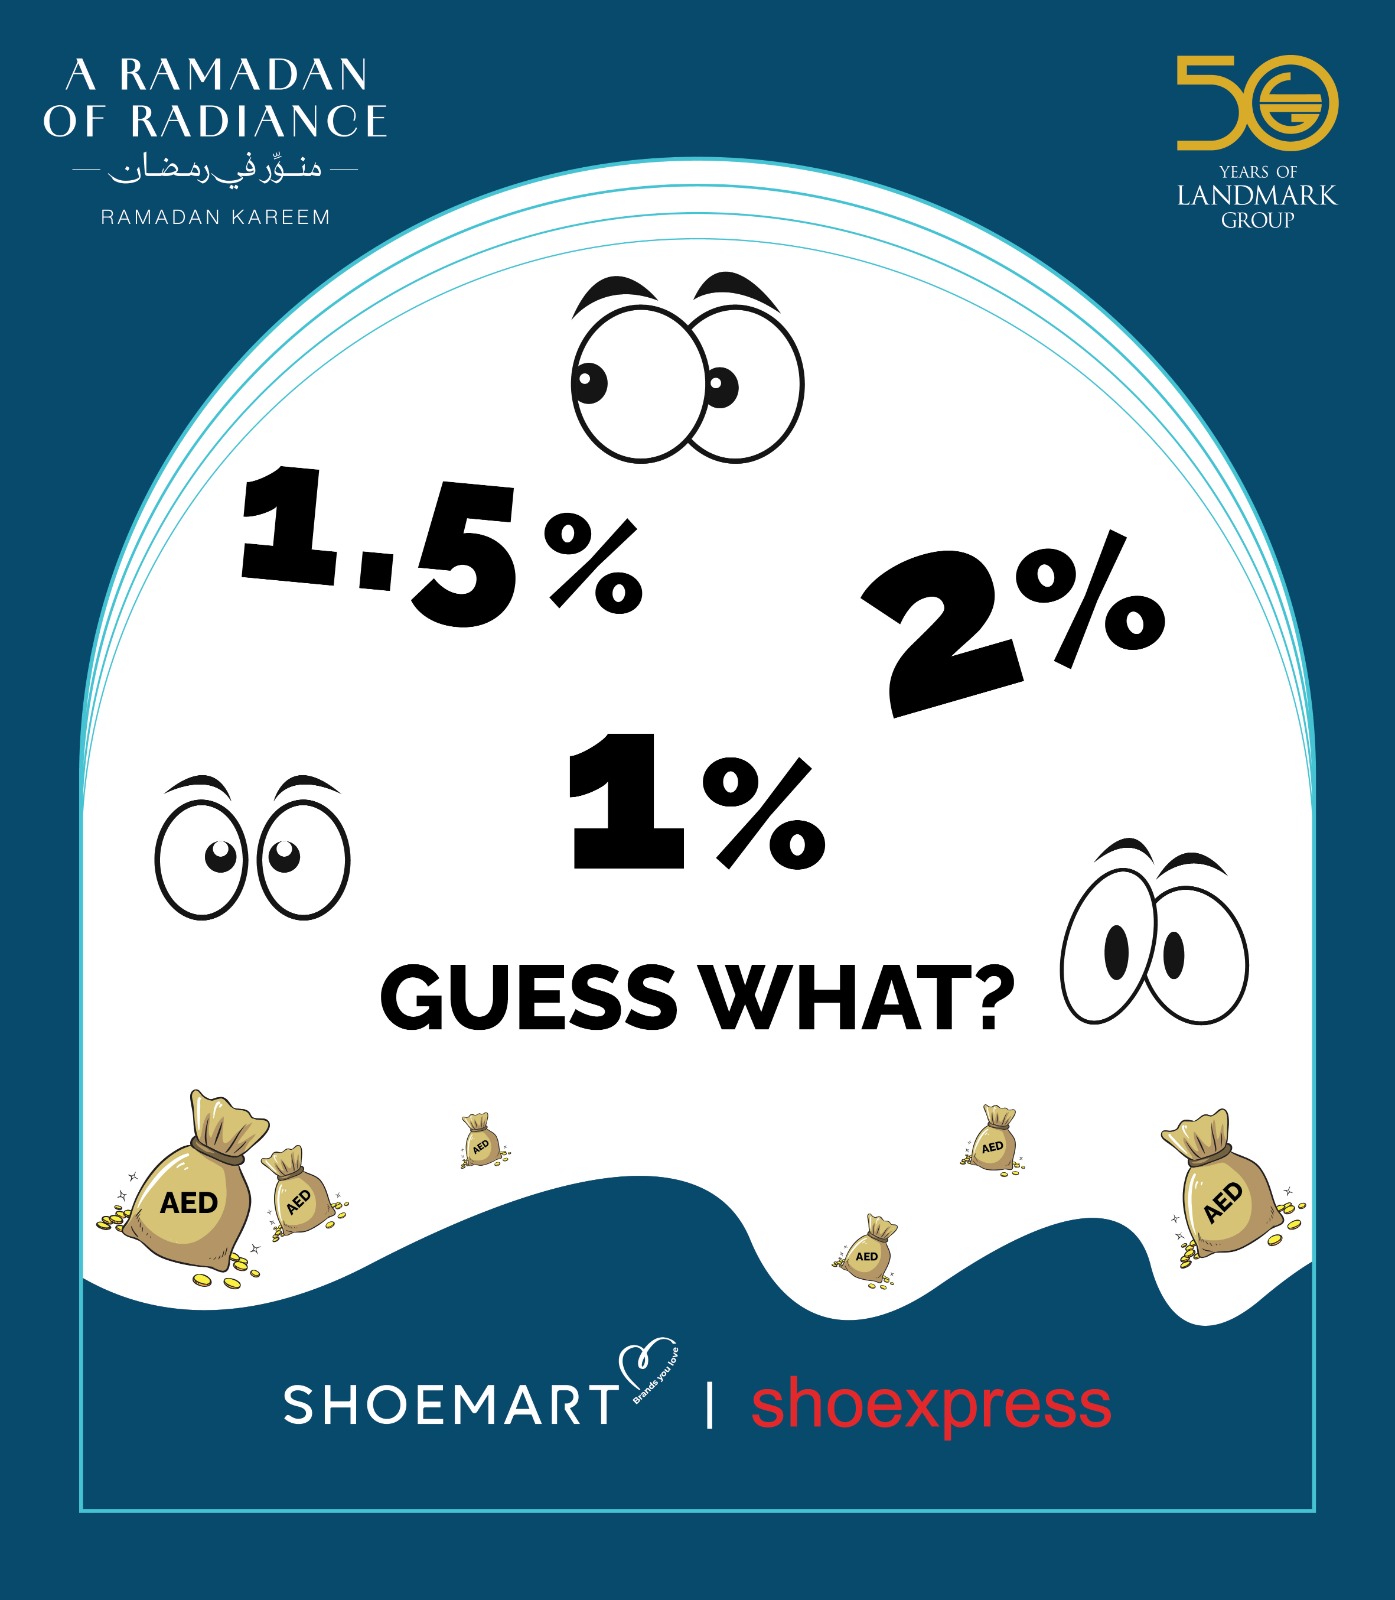 A RAMADAN
OF RADIANCE
منوِّر في رمضان
RAMADAN KAREEM
50
YEARS OF
LANDMARK
GROUP
1.5%
2%
1%
GUESS WHAT?
AED
AED
AED
AED
AED
AED
SHOEMART Brands you love | shoexpress